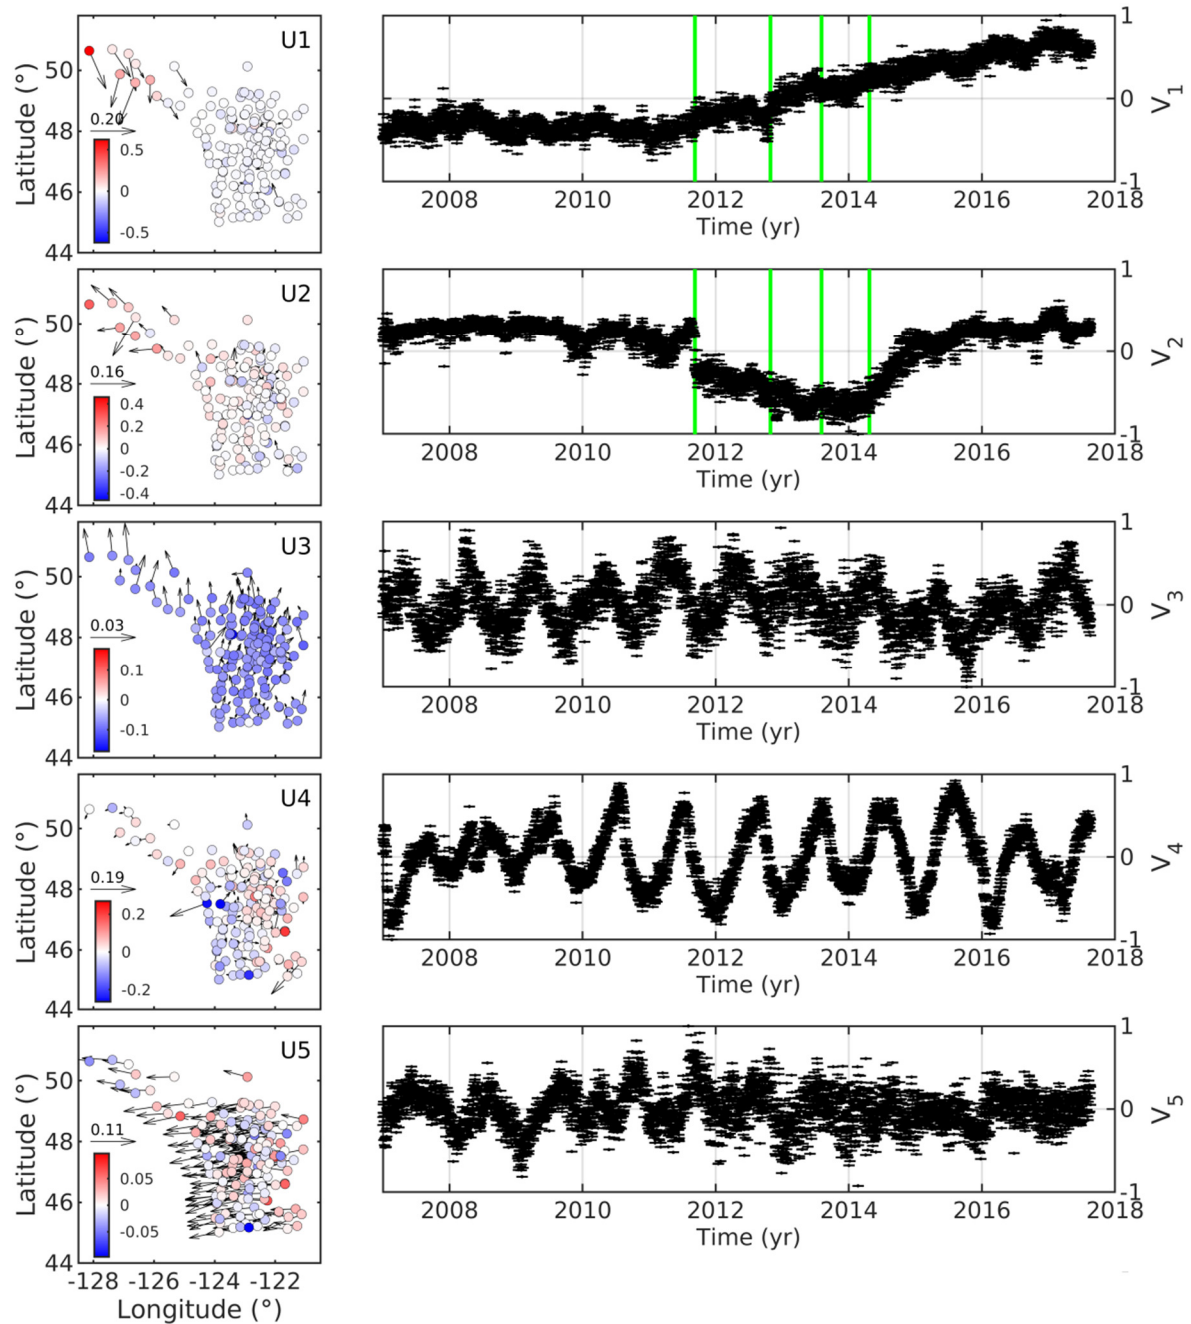 U1
50
48
46
44
Latitude (°)
0.20
0.5
0
-0.5
1
0
-1
V1
2008 2010 2012 2014 2016 2018
Time (yr)
U2
50
48
46
44
Latitude (°)
0.16
0.4
0.2
0
-0.2
-0.4
1
0
-1
V2
2008 2010 2012 2014 2016 2018
Time (yr)
U3
50
48
46
44
Latitude (°)
0.03
0.1
0
-0.1
1
0
-1
V3
2008 2010 2012 2014 2016 2018
Time (yr)
U4
50
48
46
44
Latitude (°)
0.19
0.2
0
-0.2
1
0
-1
V4
2008 2010 2012 2014 2016 2018
Time (yr)
U5
50
48
46
44
Latitude (°)
0.11
0.05
0
-0.05
-128 -126 -124 -122
Longitude (°)
1
0
-1
V5
2008 2010 2012 2014 2016 2018
Time (yr)